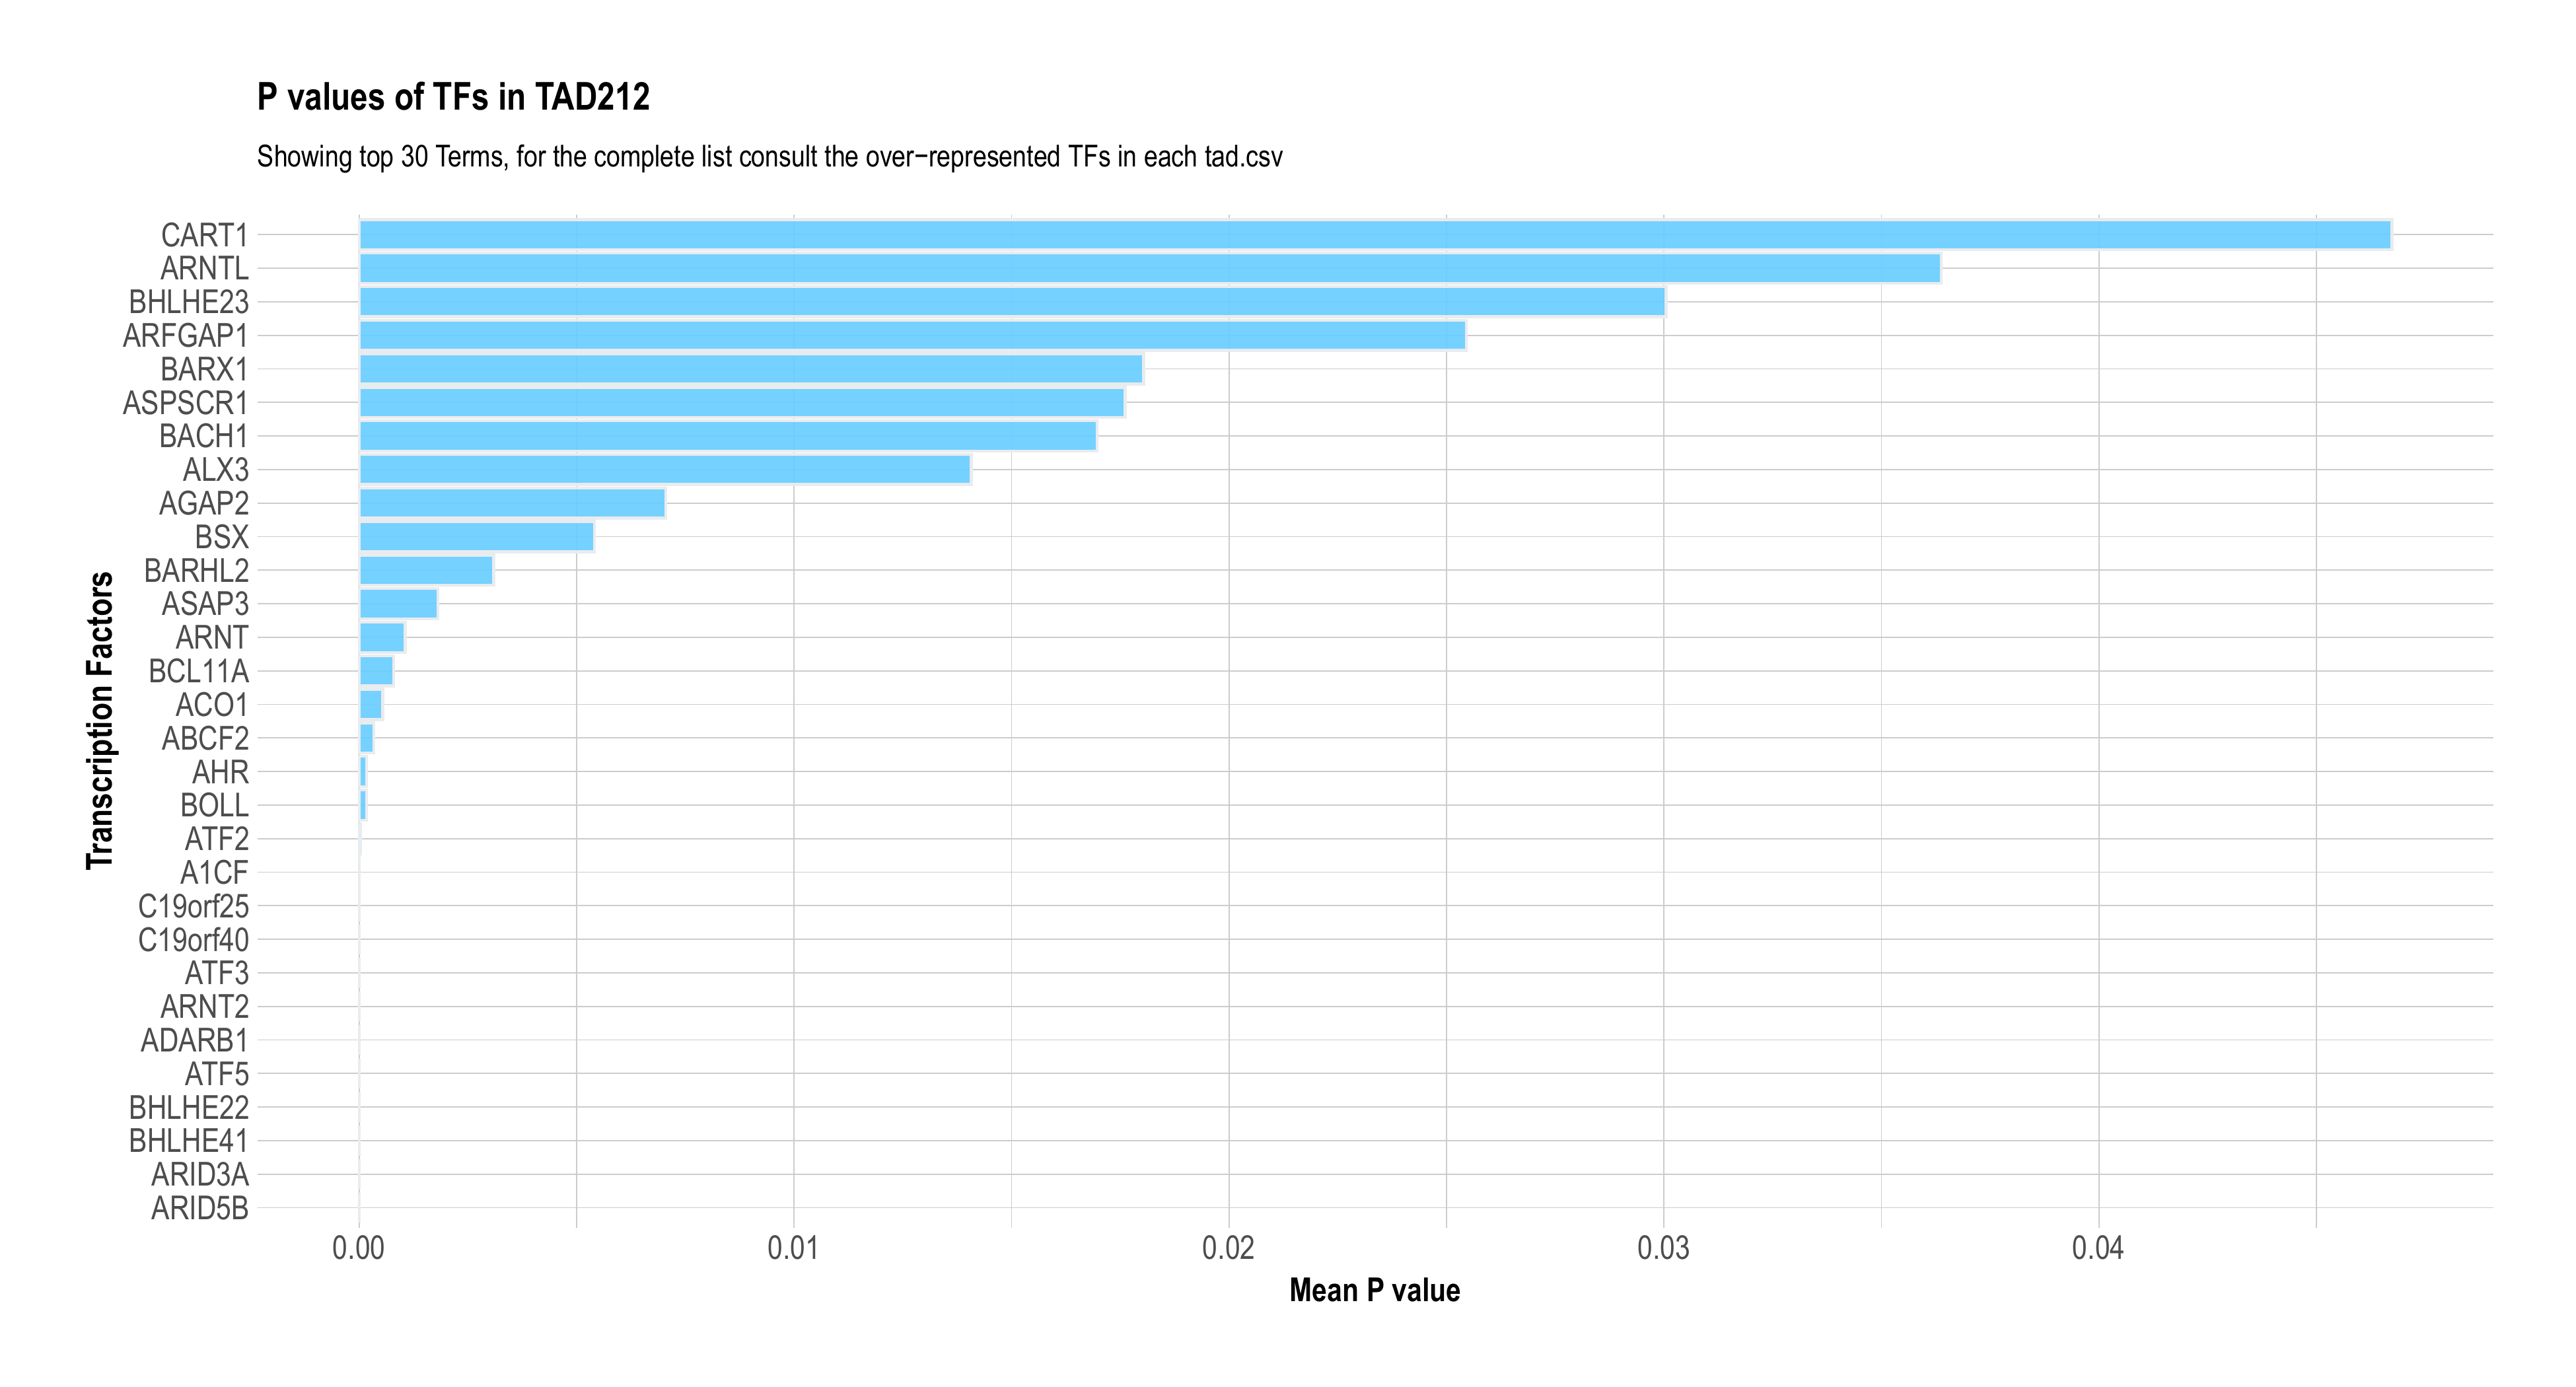 P values of TFs in TAD212
Showing top 30 Terms, for the complete list consult the over−represented TFs in each tad.csv
Transcription Factors
CART1
ARNTL
BHLHE23
ARFGAP1
BARX1
ASPSCR1
BACH1
ALX3
AGAP2
BSX
BARHL2
ASAP3
ARNT
BCL11A
ACO1
ABCF2
AHR
BOLL
ATF2
A1CF
C19orf25
C19orf40
ATF3
ARNT2
ADARB1
ATF5
BHLHE22
BHLHE41
ARID3A
ARID5B
0.00 0.01 0.02 0.03 0.04
Mean P value